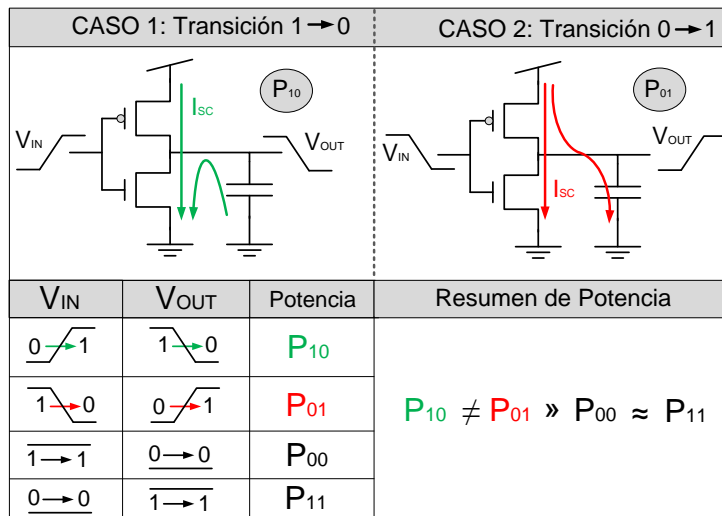 CASO 1: Transición 1→0
CASO 2: Transición 0→1
P10
ISC
VIN
VOUT
P01
VOUT
VIN
ISC
VIN VOUT Potencia Resumen de Potencia
0→1 1→0 P10
1→0 0→1 P01
P10 ≠ P01 » P00 ≈ P11
1→1 0→0 P00
0→0 1→1 P11